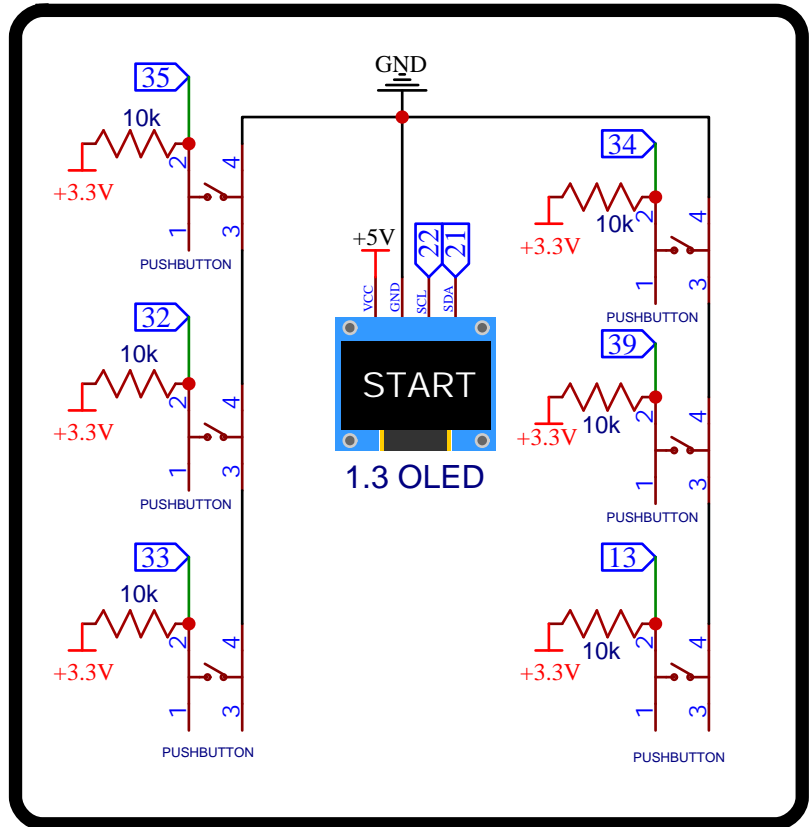 GND
35
10k
2
4
+3.3V
1
3
PUSHBUTTON
34
10k
2
4
+3.3V
1
3
PUSHBUTTON
+5V
22
21
VCC
GND
SCL
SDA
START
1.3 OLED
32
10k
2
4
+3.3V
1
3
PUSHBUTTON
39
10k
2
4
+3.3V
1
3
PUSHBUTTON
33
10k
2
4
+3.3V
1
3
PUSHBUTTON
13
10k
2
4
+3.3V
1
3
PUSHBUTTON